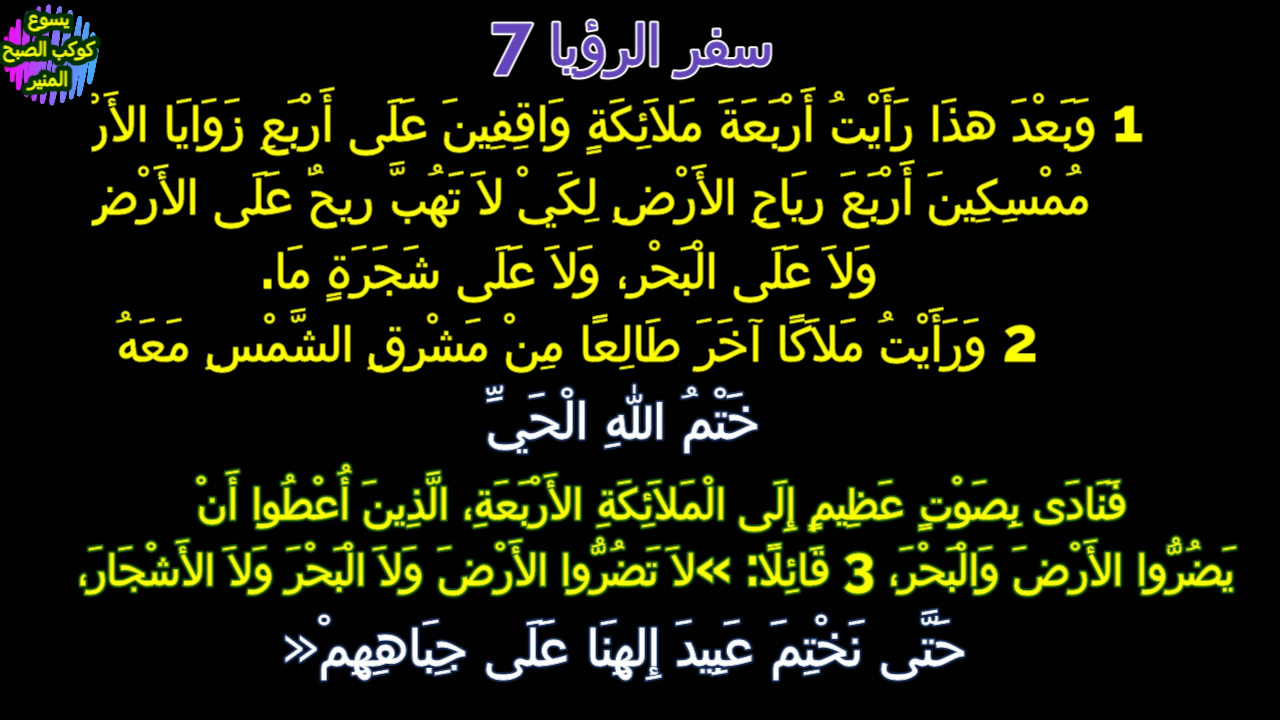 يسوع
كوكب الصبح
المنير
سفر الرؤيا 7
1 وَبَعْدَ هذَا رَأَيْتُ أَرْبَعَةَ مَلاَئِكَةٍ وَاقِفِينَ عَلَى أَرْبَعِ زَوَايَا الأَرْ
مُمْسِكِينَ أَرْبَعَ رِيَاحِ الأَرْضِ لِكَيْ لاَ تَهُبَّ رِيحٌ عَلَى الأَرْضِ
وَلاَ عَلَى الْبَحْرِ، وَلاَ عَلَى شَجَرَةٍ مَا.
2 وَرَأَيْتُ مَلاَكًا آخَرَ طَالِعًا مِنْ مَشْرِقِ الشَّمْسِ مَعَهُ
خَتْمُ اللهِ الْحَيِّ
فَنَادَى بِصَوْتٍ عَظِيمٍ إِلَى الْمَلاَئِكَةِ الأَرْبَعَةِ، الَّذِينَ أُعْطُوا أَنْ
يَضُرُّوا الأَرْضَ وَالْبَحْرَ، 3 قَائِلًا: »لاَ تَضُرُّوا الأَرْضَ وَلاَ الْبَحْرَ وَلاَ الأَشْجَارَ،
حَتَّى نَخْتِمَ عَبِيدَ إِلهِنَا عَلَى جِبَاهِهِمْ«